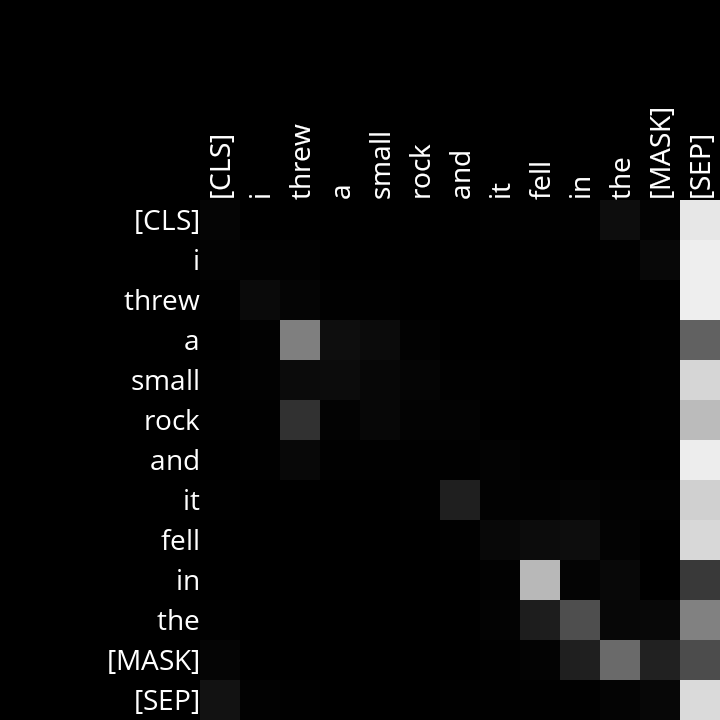 [CLS] i threw a small rock and it fell in the [MASK] [SEP]
[CLS]
i
threw
a
small
rock
and
it
fell
in
the
[MASK]
[SEP]